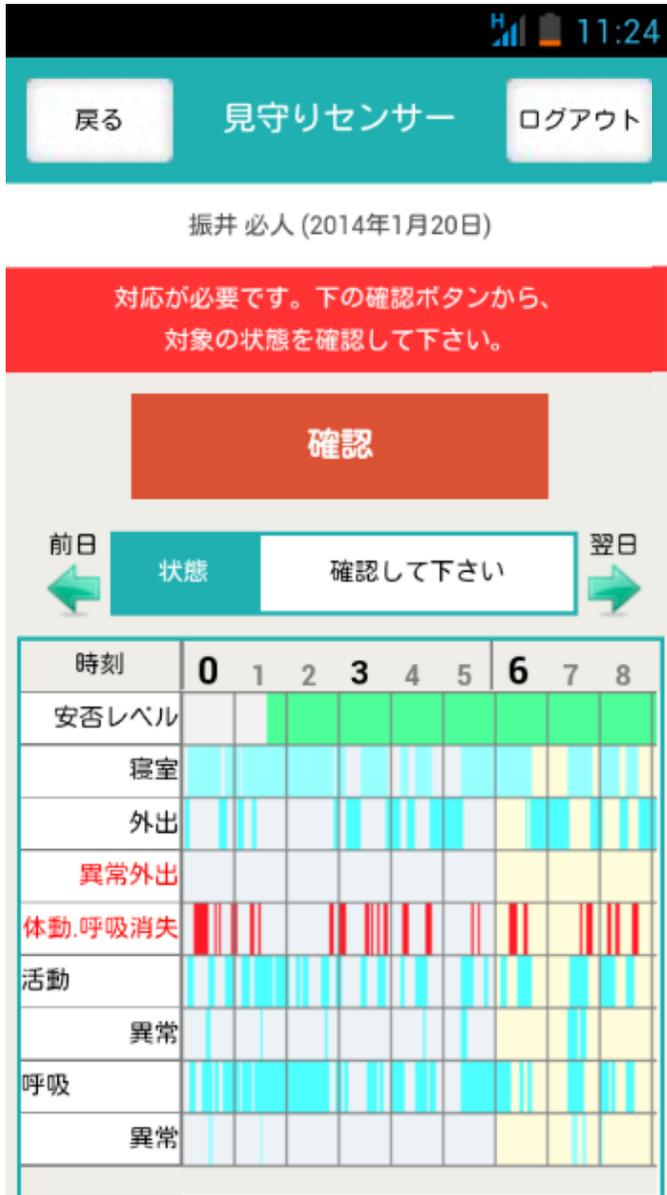 H 11:24
戻る 見守りセンサー ログアウト
振井 必人 (2014年1月20日)
対応が必要です。下の確認ボタンから、
対象の状態を確認して下さい。
確認
前日 状態 確認して下さい 翌日
時刻 0 1 2 3 4 5 6 7 8
安否レベル
寝室
外出
異常外出
体動.呼吸消失
活動
異常
呼吸
異常